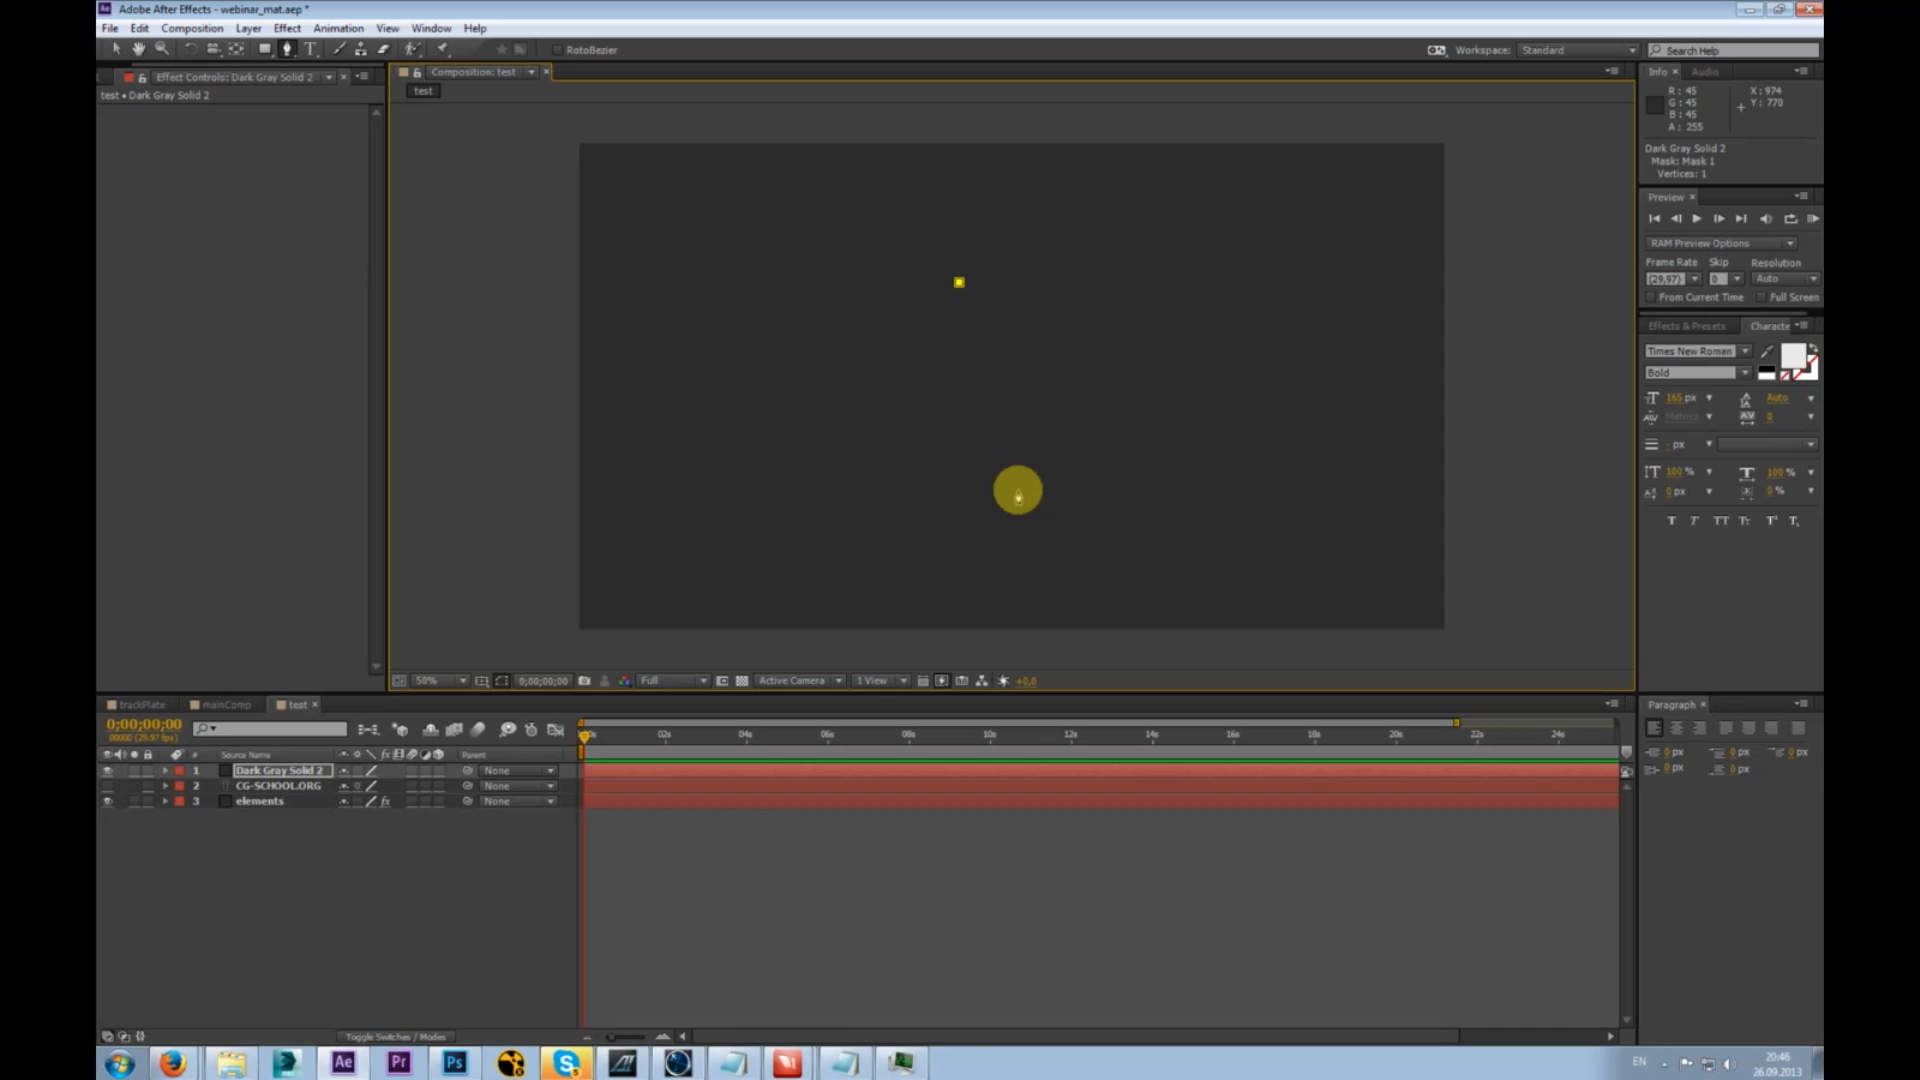 Adobe After Effects - webinar_mat.aep *
File Edit Composition Layer Effect Animation View Window Help
RotoBezier
Workspace: Standard
Search Help
Effect Controls: Dark Gray Solid 2
test • Dark Gray Solid 2
Composition: test
test
Info Audio
R: 45
G: 45
B: 45
A: 255
X: 974
Y: 770
Dark Gray Solid 2
Mask: Mask 1
Vertices: 1
Preview
RAM Preview Options
Frame Rate Skip Resolution
(29,97) 0 Auto
From Current Time Full Screen
Effects & Presets Characte
Times New Roman
Bold
165 px Auto
Metrics 0
- px
100 % 100 %
0 px 0 %
50% 0;00;00;00 Full Active Camera 1 View +0,0
trackPlate mainComp test
0;00;00;00
00000 (29.97 fps)
02s 04s 06s 08s 10s 12s 14s 16s 18s 20s 22s 24s
# Source Name Parent
1 Dark Gray Solid 2 None
2 CG-SCHOOL.ORG None
3 elements None
Toggle Switches / Modes
Paragraph
0 px 0 px 0 px
0 px 0 px
Ae Pr Ps
EN
20:46
26.09.2013